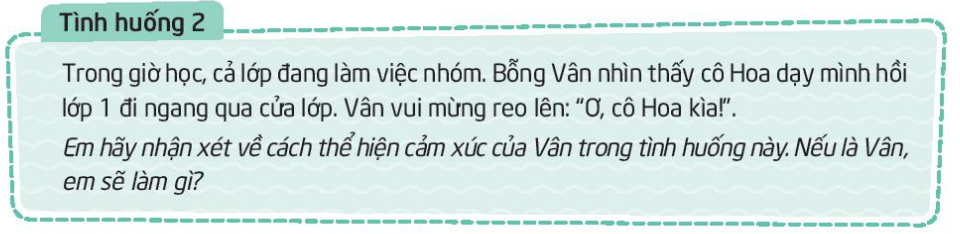 Tình huống 2
Trong giờ học, cả lớp đang làm việc nhóm. Bỗng Vân nhìn thấy cô Hoa dạy mình hồi
lớp 1 đi ngang qua cửa lớp. Vân vui mừng reo lên: “Ơ, cô Hoa kìa!”.
Em hãy nhận xét về cách thể hiện cảm xúc của Vân trong tình huống này. Nếu là Vân,
em sẽ làm gì?